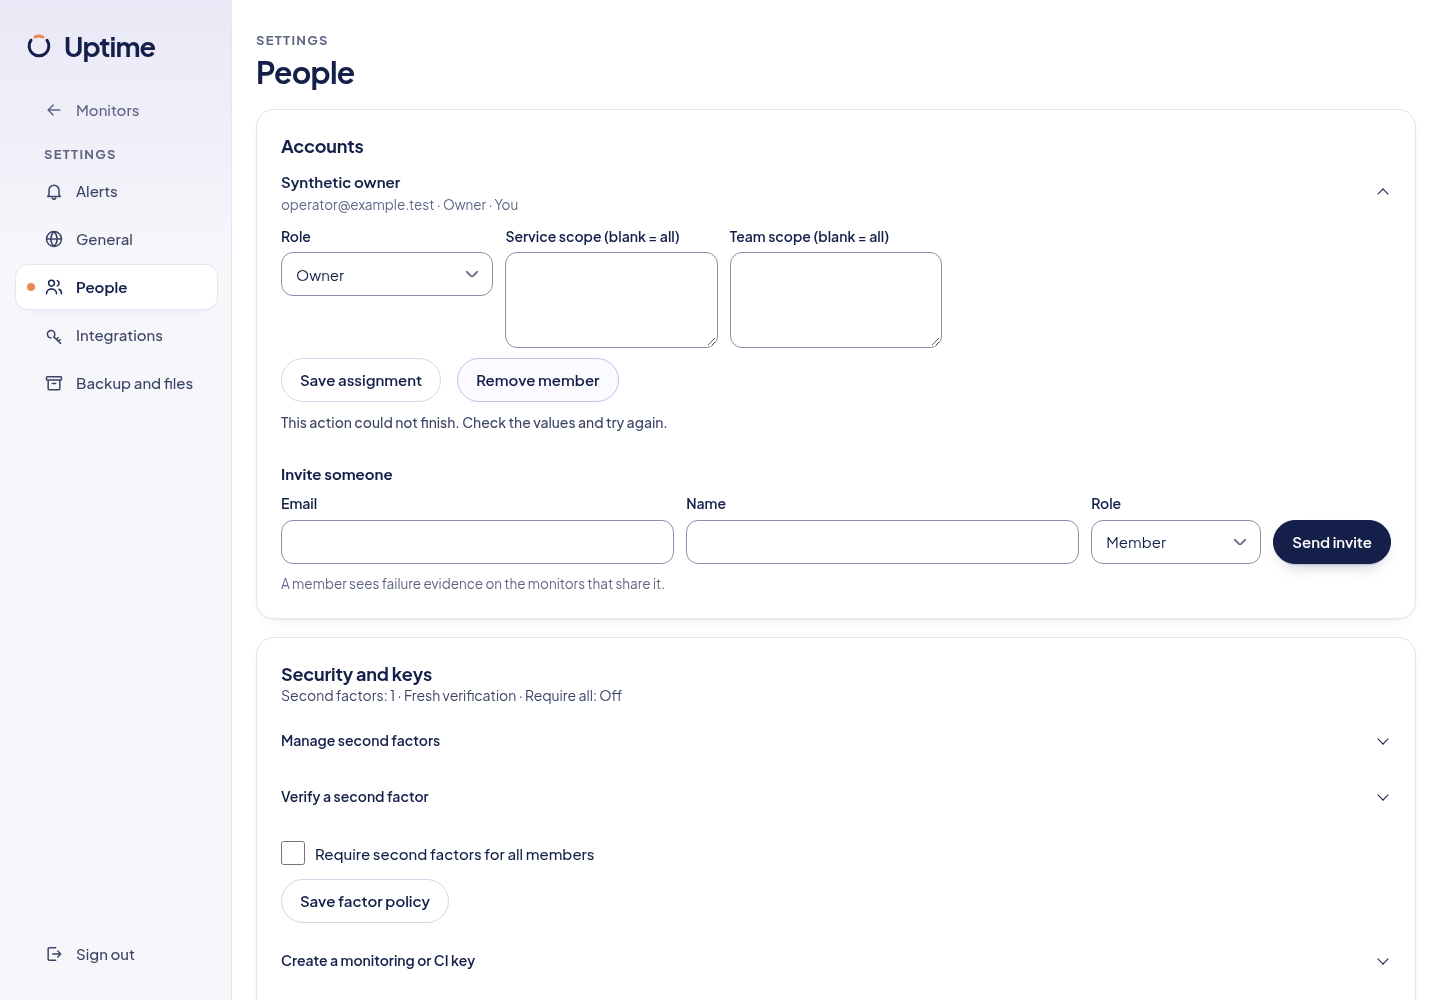 Uptime
Monitors
SETTINGS
Alerts
General
People
Integrations
Backup and files
Sign out
SETTINGS
People
Accounts
Synthetic owner
operator@example.test · Owner · You
Role
Service scope (blank = all)
Team scope (blank = all)
Owner
Save assignment
Remove member
This action could not finish. Check the values and try again.
Invite someone
Email
Name
Role
Member
Send invite
A member sees failure evidence on the monitors that share it.
Security and keys
Second factors: 1 · Fresh verification · Require all: Off
Manage second factors
Verify a second factor
Require second factors for all members
Save factor policy
Create a monitoring or CI key